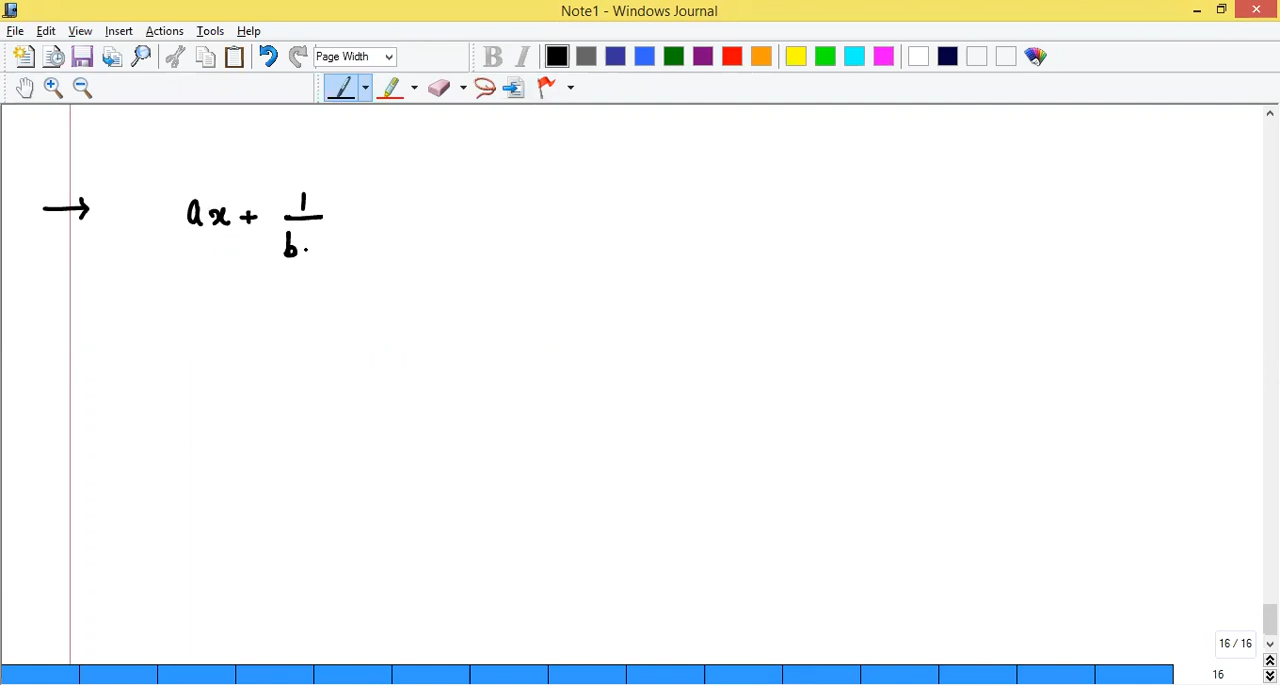 Note1 - Windows Journal
File Edit View Insert Actions Tools Help
Page Width B I
→ ax + 1/b.
16 / 16
16